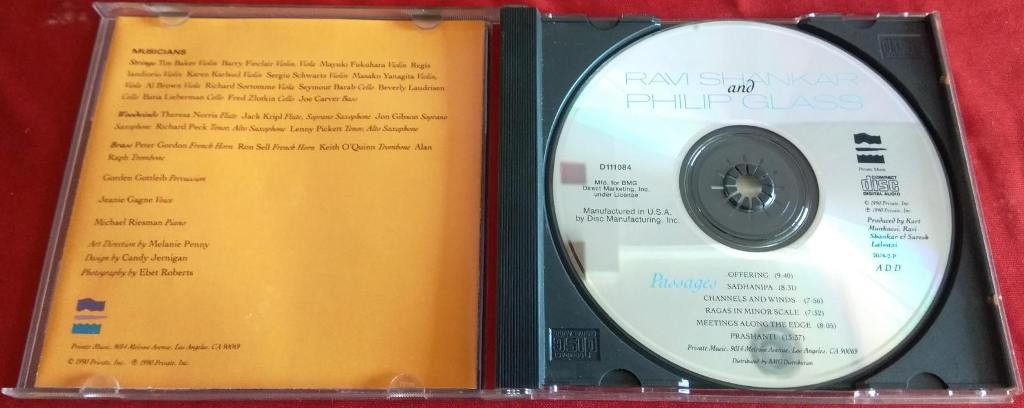 MUSICIANS
Strings Tim Baker Violin Barry Finclair Violin, Viola Mayuki Fukuhara Violin Regis
Iandiorio Violin Karen Karlsrud Violin Sergiu Schwartz Violin Masako Yanagita Violin,
Viola Al Brown Viola Richard Sortomme Viola Seymour Barab Cello Beverly Lauridsen
Cello Batia Lieberman Cello Fred Zlotkin Cello Joe Carver Bass
Woodwinds Theresa Norris Flute Jack Kripl Flute, Soprano Saxophone Jon Gibson Soprano
Saxophone Richard Peck Tenor, Alto Saxophone Lenny Pickett Tenor, Alto Saxophone
Brass Peter Gordon French Horn Ron Sell French Horn Keith O'Quinn Trombone Alan
Raph Trombone
Gorden Gottleib Percussion
Jeanie Gagne Voice
Michael Riesman Piano
Art Direction by Melanie Penny
Design by Candy Jernigan
Photography by Ebet Roberts
Private Music, 9014 Melrose Avenue, Los Angeles, CA 90069
© 1990 Private, Inc. ℗ 1990 Private, Inc.
RAVI SHANKAR
and
PHILIP GLASS
D111084
Mfg. for BMG
Direct Marketing, Inc.
under License
Manufactured in U.S.A.
by Disc Manufacturing, Inc.
Private Music
COMPACT
disc
DIGITAL AUDIO
© 1990 Private, Inc.
℗ 1990 Private, Inc.
Produced by Kurt
Munkacsi, Ravi
Shankar & Suresh
Lalwani
2074-2-P
A D D
Passages
OFFERING (9:40)
SADHANIPA (8:31)
CHANNELS AND WINDS (7:56)
RAGAS IN MINOR SCALE (7:32)
MEETINGS ALONG THE EDGE (8:05)
PRASHANTI (13:37)
Private Music, 9014 Melrose Avenue, Los Angeles, CA 90069
Distributed by BMG Distribution